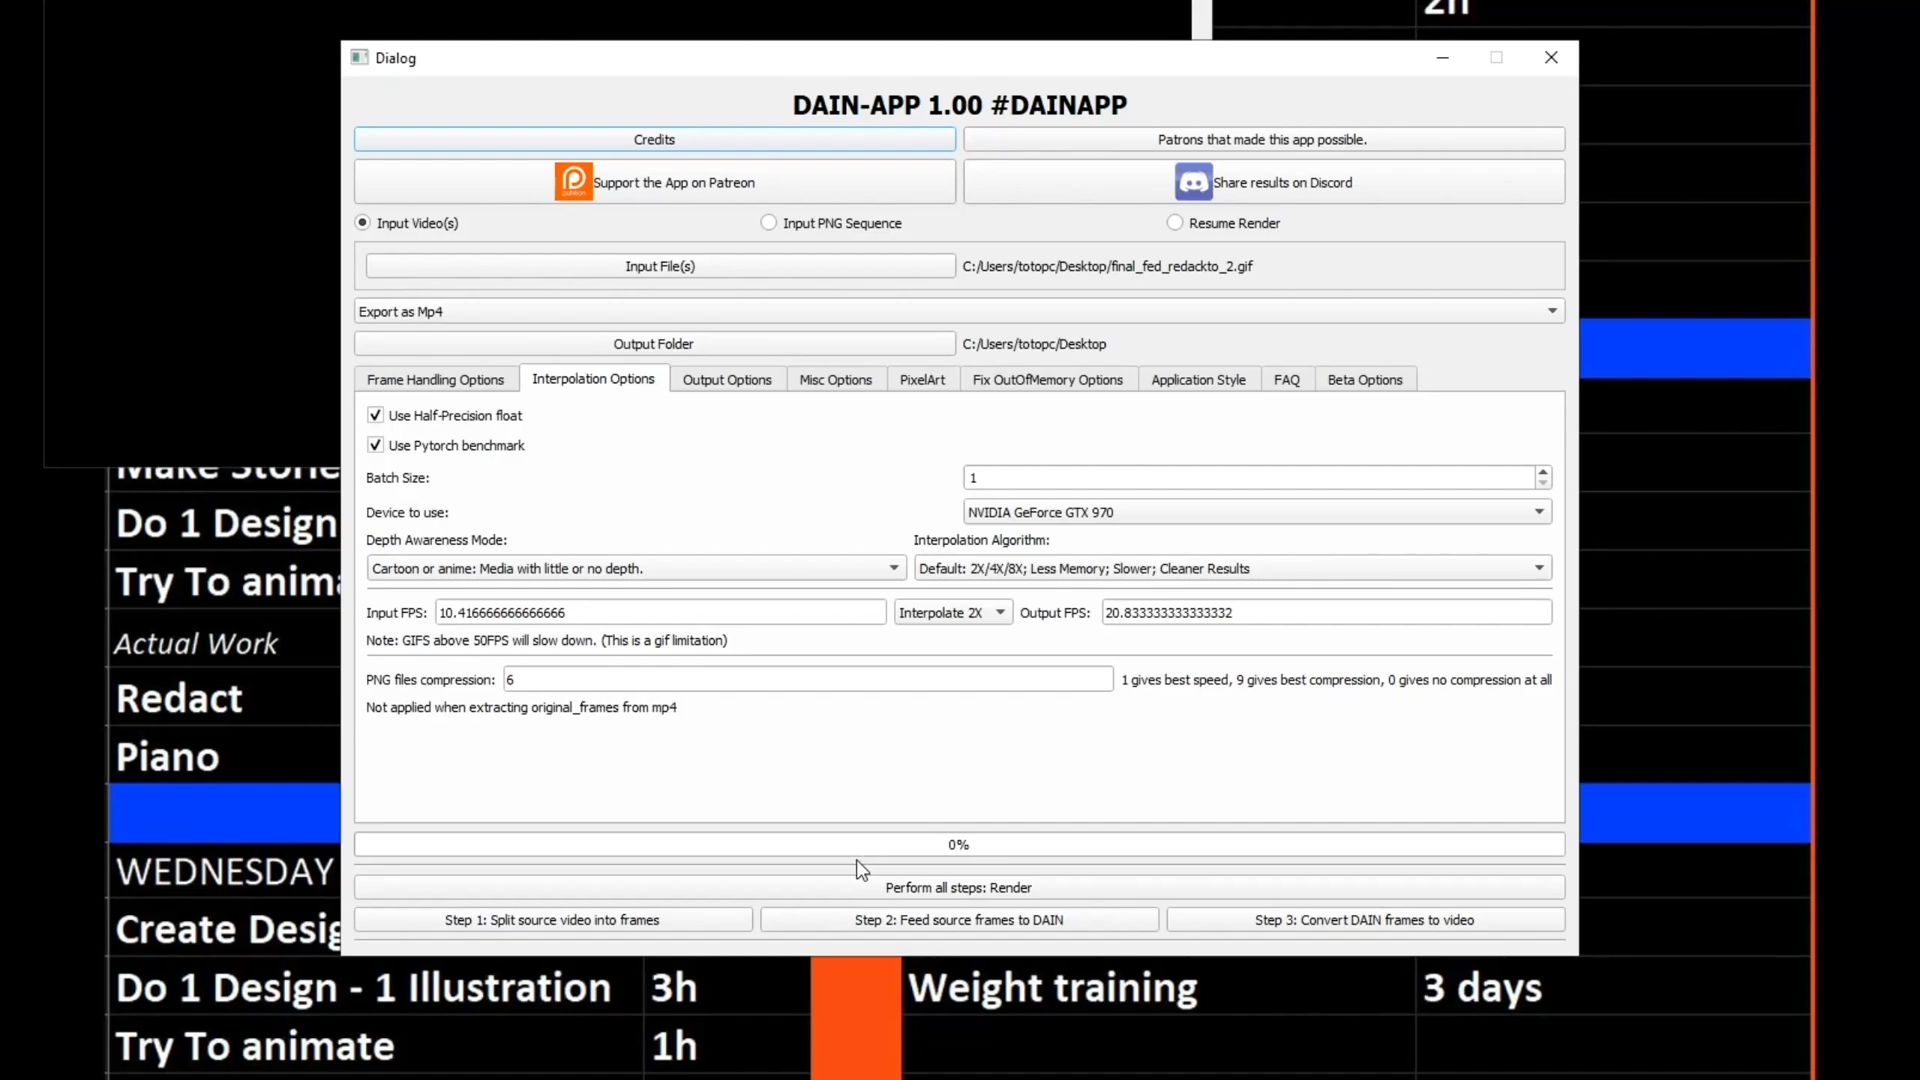 2h
Dialog
DAIN-APP 1.00 #DAINAPP
Credits
Patrons that made this app possible.
Support the App on Patreon
Share results on Discord
Input Video(s)
Input PNG Sequence
Resume Render
Input File(s)
C:/Users/totopc/Desktop/final_fed_redackto_2.gif
Export as Mp4
Output Folder
C:/Users/totopc/Desktop
Frame Handling Options
Interpolation Options
Output Options
Misc Options
PixelArt
Fix OutOfMemory Options
Application Style
FAQ
Beta Options
Use Half-Precision float
Use Pytorch benchmark
Batch Size:
1
Device to use:
NVIDIA GeForce GTX 970
Depth Awareness Mode:
Interpolation Algorithm:
Cartoon or anime: Media with little or no depth.
Default: 2X/4X/8X; Less Memory; Slower; Cleaner Results
Input FPS: 10.416666666666666
Interpolate 2X
Output FPS: 20.833333333333332
Note: GIFS above 50FPS will slow down. (This is a gif limitation)
PNG files compression: 6
1 gives best speed, 9 gives best compression, 0 gives no compression at all
Not applied when extracting original_frames from mp4
0%
Perform all steps: Render
Step 1: Split source video into frames
Step 2: Feed source frames to DAIN
Step 3: Convert DAIN frames to video
Make
Do 1 Design
Try To
Actual Work
Redact
Piano
WEDNESDAY
Create
Do 1 Design - 1 Illustration
3h
Weight training
3 days
Try To animate
1h